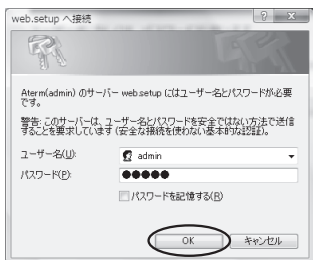 web.setup へ接続
Aterm(admin) のサーバー web.setup にはユーザー名とパスワードが必要
です。
警告: このサーバーは、ユーザー名とパスワードを安全ではない方法で送信
することを要求しています (安全な接続を使わない基本的な認証)。
ユーザー名(U):
admin
パスワード(P):
●●●●●
パスワードを記憶する(R)
OK
キャンセル